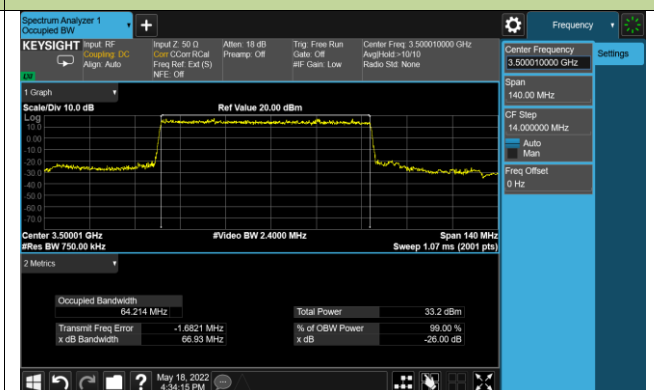 Spectrum Analyzer 1
Occupied BW
+
Frequency
KEYSIGHT
Input: RF
Coupling: DC
Align: Auto
Input Z: 50 Ω
Corr CCorr RCal
Freq Ref: Ext (S)
NFE: Off
Atten: 18 dB
Preamp: Off
Trig: Free Run
Gate: Off
#IF Gain: Low
Center Freq: 3.500010000 GHz
Avg|Hold:>10/10
Radio Std: None
Center Frequency
3.500010000 GHz
Settings
Span
140.00 MHz
CF Step
14.000000 MHz
Auto
Man
Freq Offset
0 Hz
1 Graph
Scale/Div 10.0 dB
Ref Value 20.00 dBm
Log
10.0
0.00
-10.0
-20.0
-30.0
-40.0
-50.0
-60.0
-70.0
Center 3.50001 GHz
#Video BW 2.4000 MHz
Span 140 MHz
#Res BW 750.00 kHz
Sweep 1.07 ms (2001 pts)
2 Metrics
Occupied Bandwidth
64.214 MHz
Total Power 33.2 dBm
Transmit Freq Error -1.6821 MHz
% of OBW Power 99.00 %
x dB Bandwidth 66.93 MHz
x dB -26.00 dB
?
May 18, 2022
4:34:15 PM